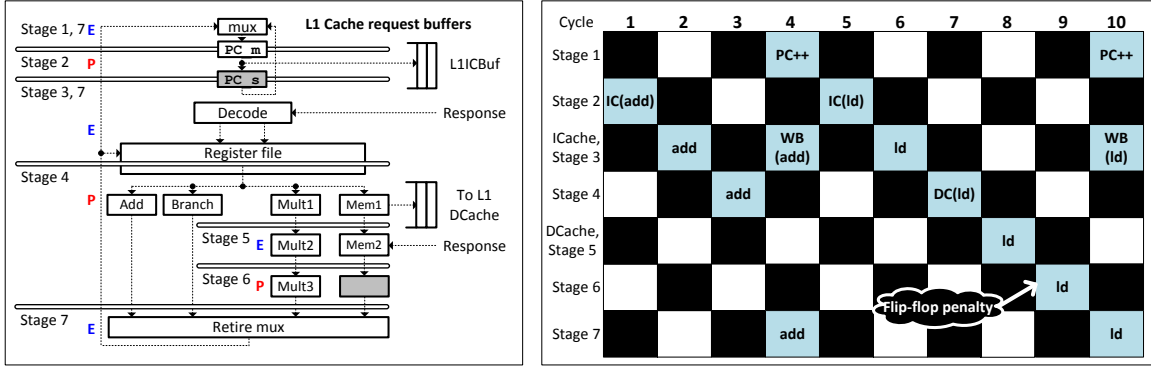 L1 Cache request buffers
Stage 1, 7 E
mux
PC_m
Stage 2 P
L1ICBuf
PC_s
Stage 3, 7
Decode
Response
E
Register file
Stage 4
P
Add
Branch
Mult1
Mem1
To L1
DCache
Stage 5 E
Mult2
Mem2
Response
Stage 6 P
Mult3
Stage 7 E
Retire mux
Cycle 1 2 3 4 5 6 7 8 9 10
Stage 1 PC++ PC++
Stage 2 IC(add) IC(ld)
ICache,
Stage 3
add
WB
(add)
ld
WB
(ld)
Stage 4 add DC(ld)
DCache,
Stage 5
ld
Stage 6 ld
Flip-flop penalty
Stage 7 add ld